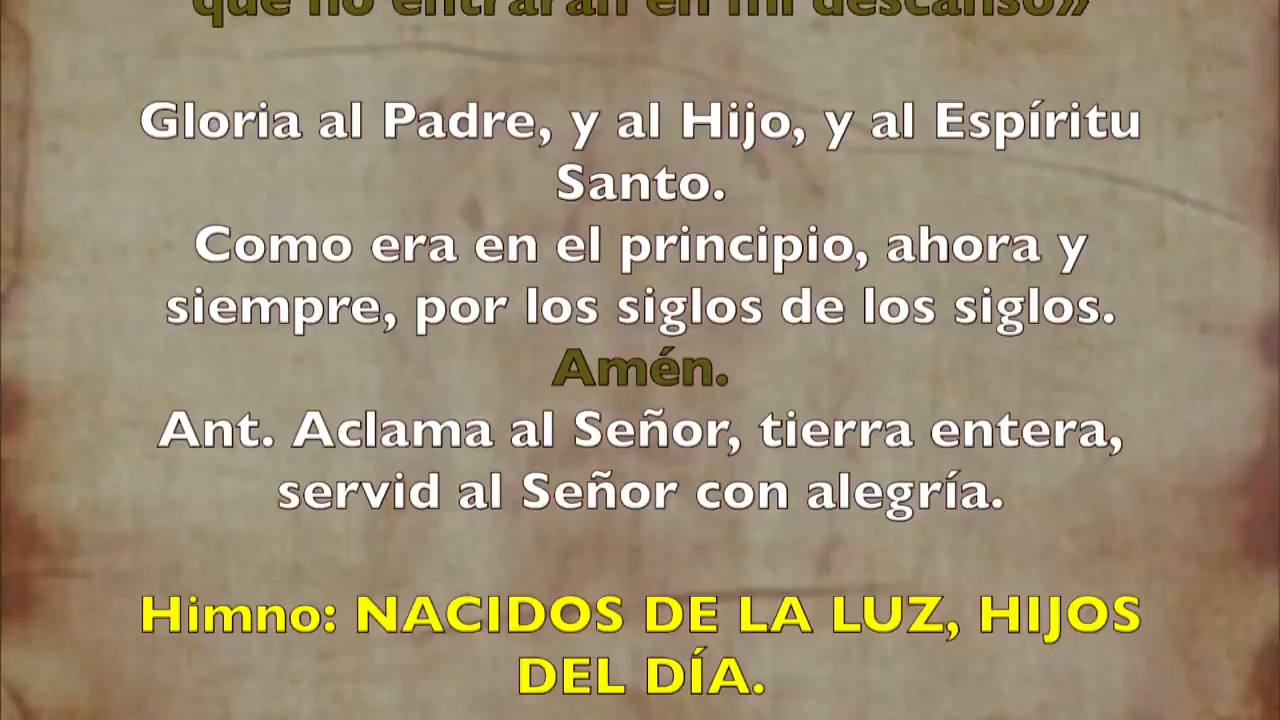 que no entrarán en mi descanso»
Gloria al Padre, y al Hijo, y al Espíritu
Santo.
Como era en el principio, ahora y
siempre, por los siglos de los siglos.
Amén.
Ant. Aclama al Señor, tierra entera,
servid al Señor con alegría.
Himno: NACIDOS DE LA LUZ, HIJOS
DEL DÍA.